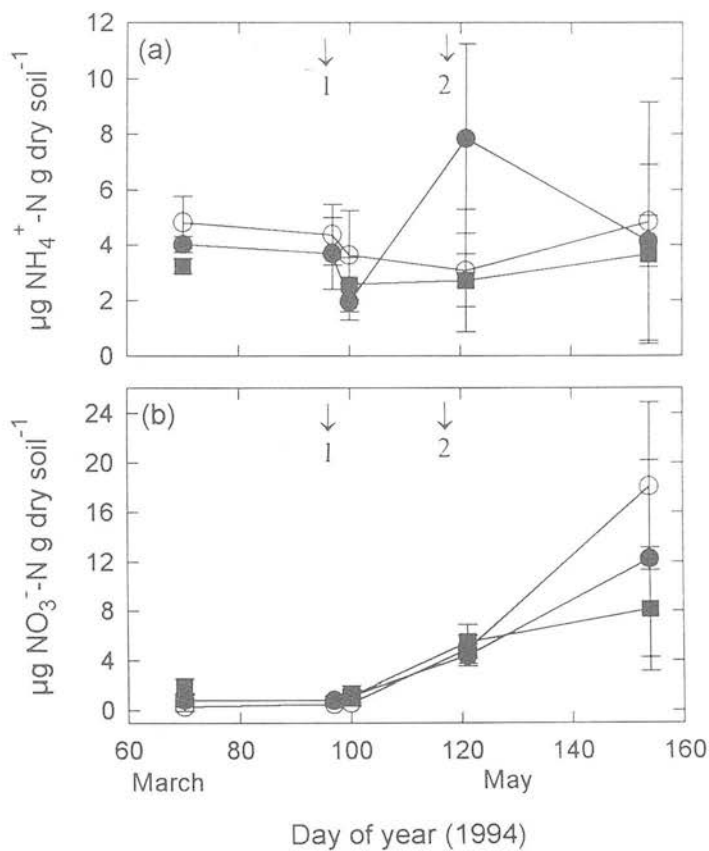 (a)
1
2
12
10
8
6
4
2
0
µg NH₄⁺-N g dry soil⁻¹
(b)
1
2
24
20
16
12
8
4
0
µg NO₃⁻-N g dry soil⁻¹
60 80 100 120 140 160
March May
Day of year (1994)